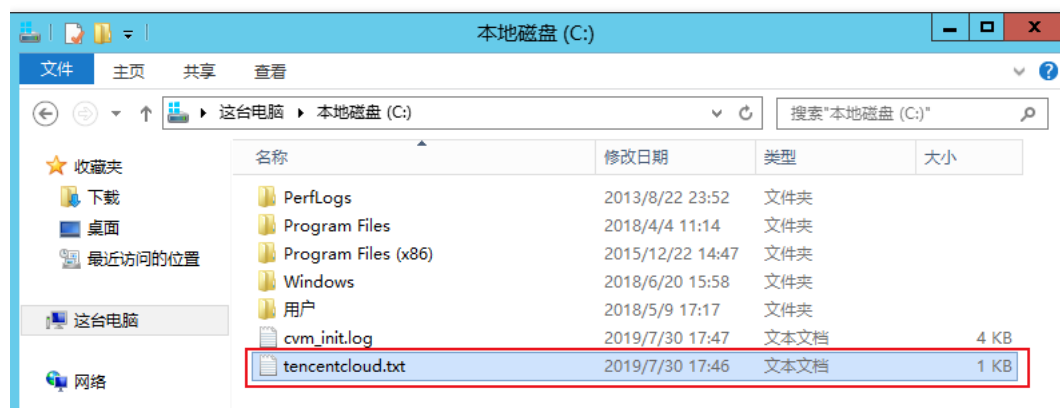 本地磁盘 (C:)
文件 主页 共享 查看
这台电脑 本地磁盘 (C:) 搜索"本地磁盘 (C:)"
收藏夹
下载
桌面
最近访问的位置
这台电脑
网络
名称 修改日期 类型 大小
PerfLogs 2013/8/22 23:52 文件夹
Program Files 2018/4/4 11:14 文件夹
Program Files (x86) 2015/12/22 14:47 文件夹
Windows 2018/6/20 15:58 文件夹
用户 2018/5/9 17:17 文件夹
cvm_init.log 2019/7/30 17:47 文本文档 4 KB
tencentcloud.txt 2019/7/30 17:46 文本文档 1 KB